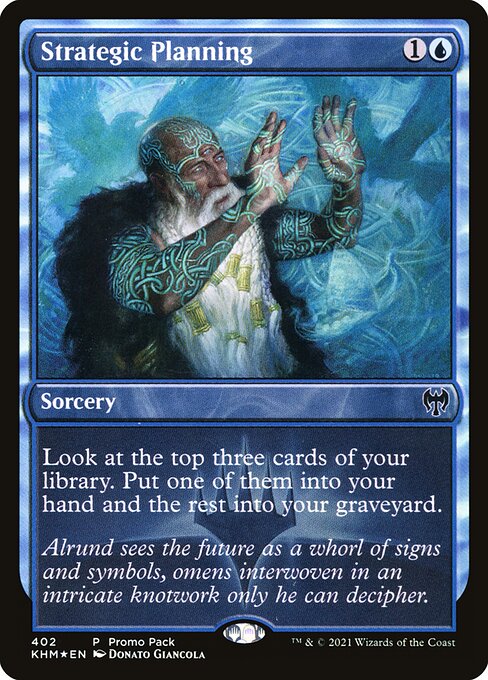 Strategic Planning 1
Sorcery
Look at the top three cards of your
library. Put one of them into your
hand and the rest into your graveyard.
Alrund sees the future as a whorl of signs
and symbols, omens interwoven in an
intricate knotwork only he can decipher.
402 P Promo Pack
KHM★EN Donato Giancola
™ & © 2021 Wizards of the Coast